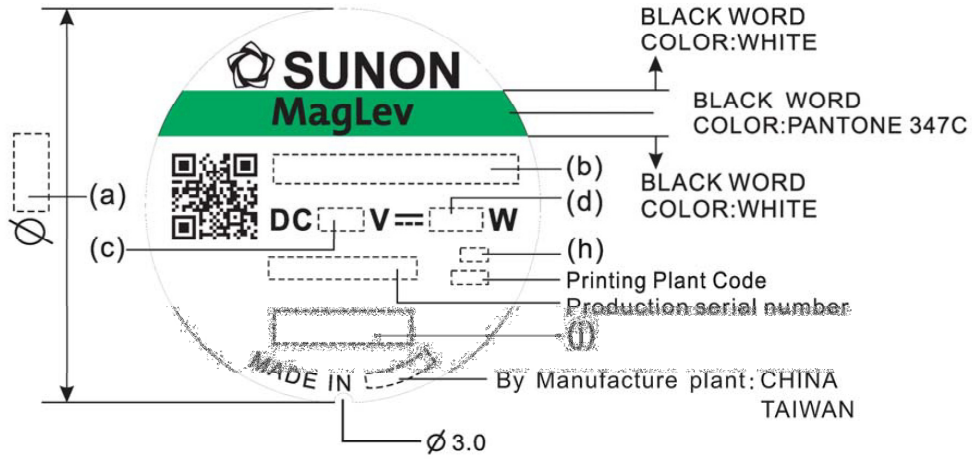 BLACK WORD
COLOR:WHITE
SUNON
MagLev
BLACK WORD
COLOR:PANTONE 347C
(b)
BLACK WORD
COLOR:WHITE
(a)
(d)
DC V W
(c)
Ø
(h)
Printing Plant Code
Production serial number
MADE IN
By Manufacture plant: CHINA
TAIWAN
Ø 3.0